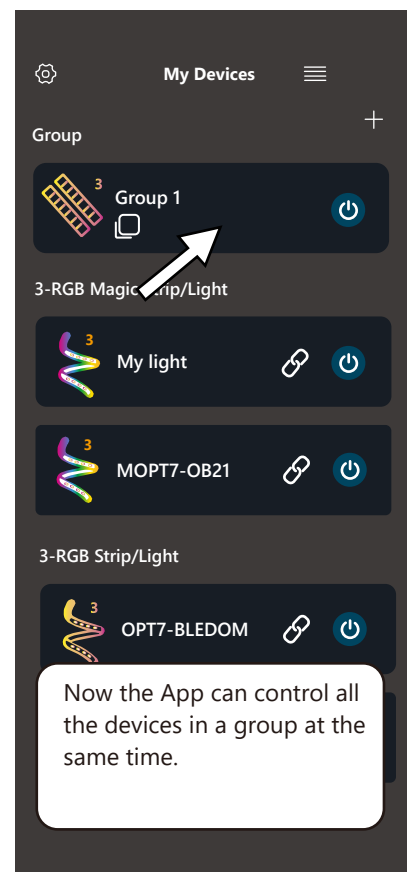 My Devices
Group
3
Group 1
3-RGB Magic Strip/Light
3
My light
3
MOPT7-OB21
3-RGB Strip/Light
3
OPT7-BLEDOM
Now the App can control all
the devices in a group at the
same time.